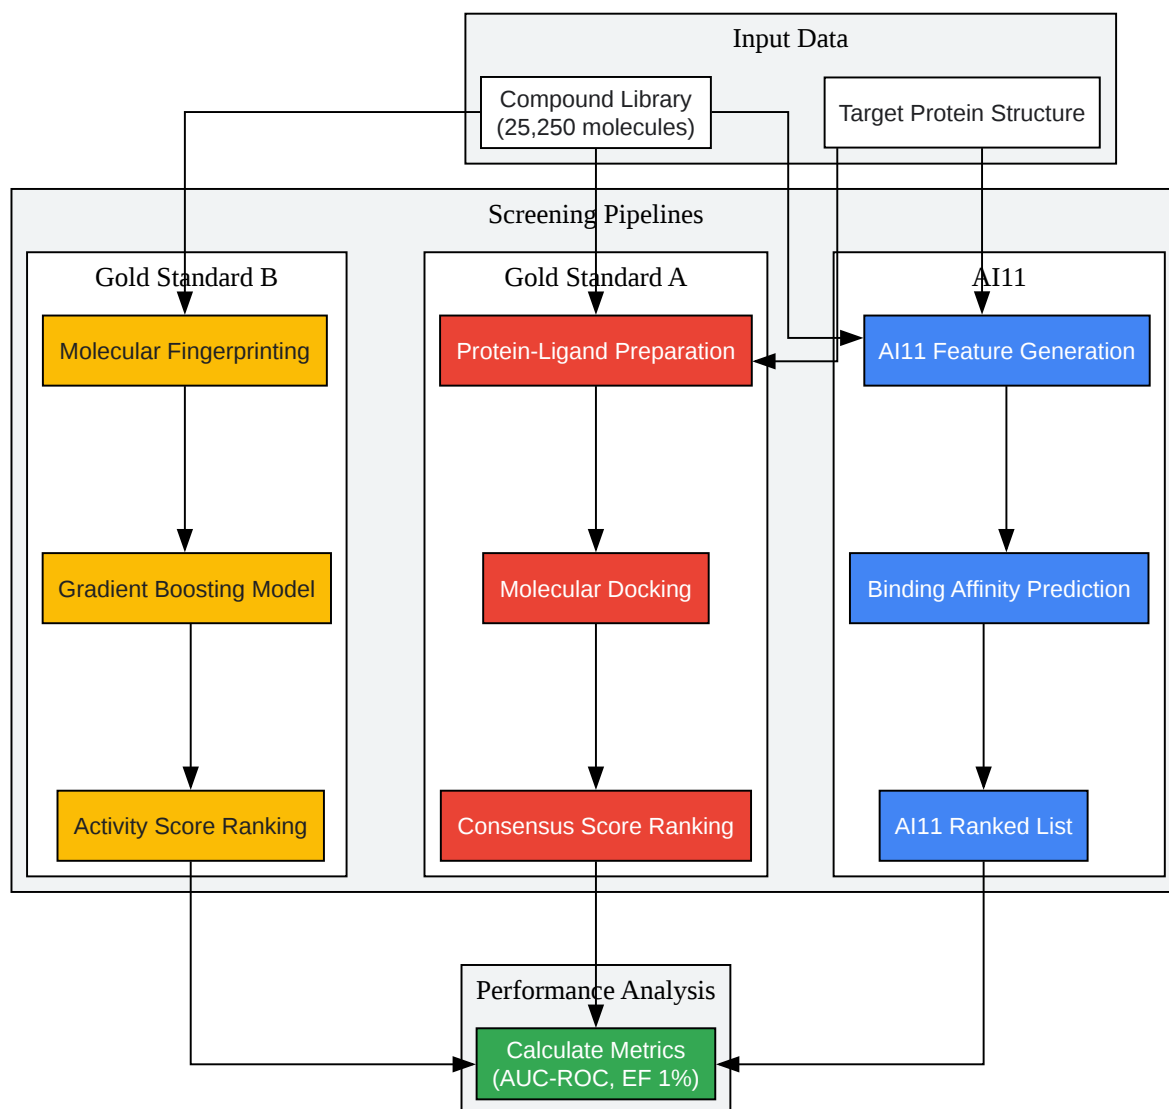 Input Data
Compound Library
(25,250 molecules)
Target Protein Structure
Screening Pipelines
Gold Standard B
Gold Standard A
AI11
Molecular Fingerprinting
Protein-Ligand Preparation
AI11 Feature Generation
Gradient Boosting Model
Molecular Docking
Binding Affinity Prediction
Activity Score Ranking
Consensus Score Ranking
AI11 Ranked List
Performance Analysis
Calculate Metrics
(AUC-ROC, EF 1%)